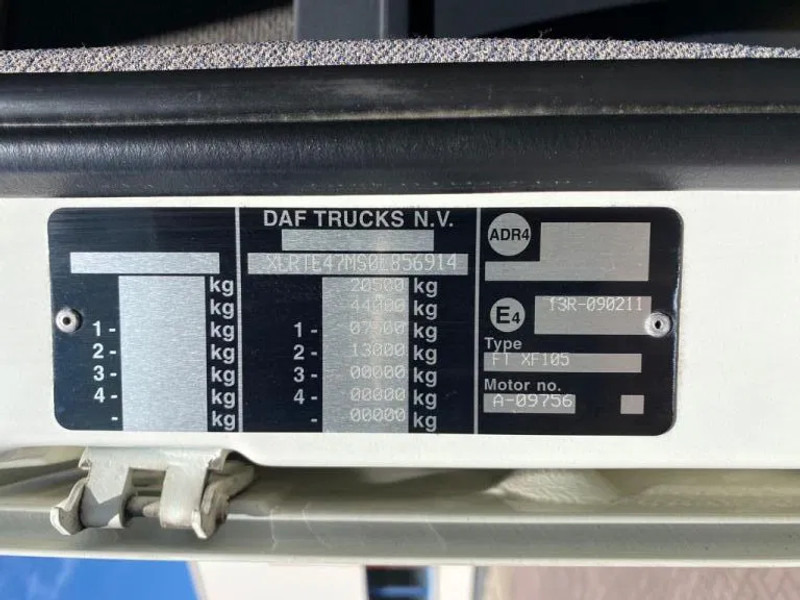 DAF TRUCKS N.V.
XLRTE47MS0E856914
kg 20500 kg
kg 44000 kg
1- kg 1- 07500 kg
2- kg 2- 13000 kg
3- kg 3- 00000 kg
4- kg 4- 00000 kg
- kg - 00000 kg
ADR4
E4 13R-090211
Type
FT XF105
Motor no.
A-09756